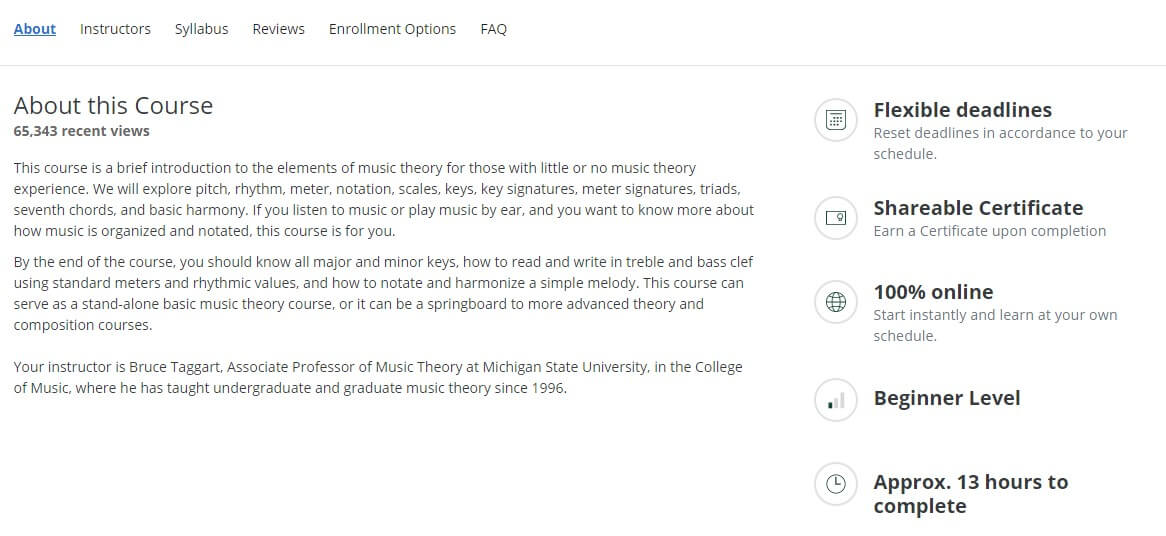 About Instructors Syllabus Reviews Enrollment Options FAQ
About this Course
65,343 recent views
This course is a brief introduction to the elements of music theory for those with little or no music theory
experience. We will explore pitch, rhythm, meter, notation, scales, keys, key signatures, meter signatures, triads,
seventh chords, and basic harmony. If you listen to music or play music by ear, and you want to know more about
how music is organized and notated, this course is for you.
By the end of the course, you should know all major and minor keys, how to read and write in treble and bass clef
using standard meters and rhythmic values, and how to notate and harmonize a simple melody. This course can
serve as a stand-alone basic music theory course, or it can be a springboard to more advanced theory and
composition courses.
Your instructor is Bruce Taggart, Associate Professor of Music Theory at Michigan State University, in the College
of Music, where he has taught undergraduate and graduate music theory since 1996.
Flexible deadlines
Reset deadlines in accordance to your
schedule.
Shareable Certificate
Earn a Certificate upon completion
100% online
Start instantly and learn at your own
schedule.
Beginner Level
Approx. 13 hours to
complete